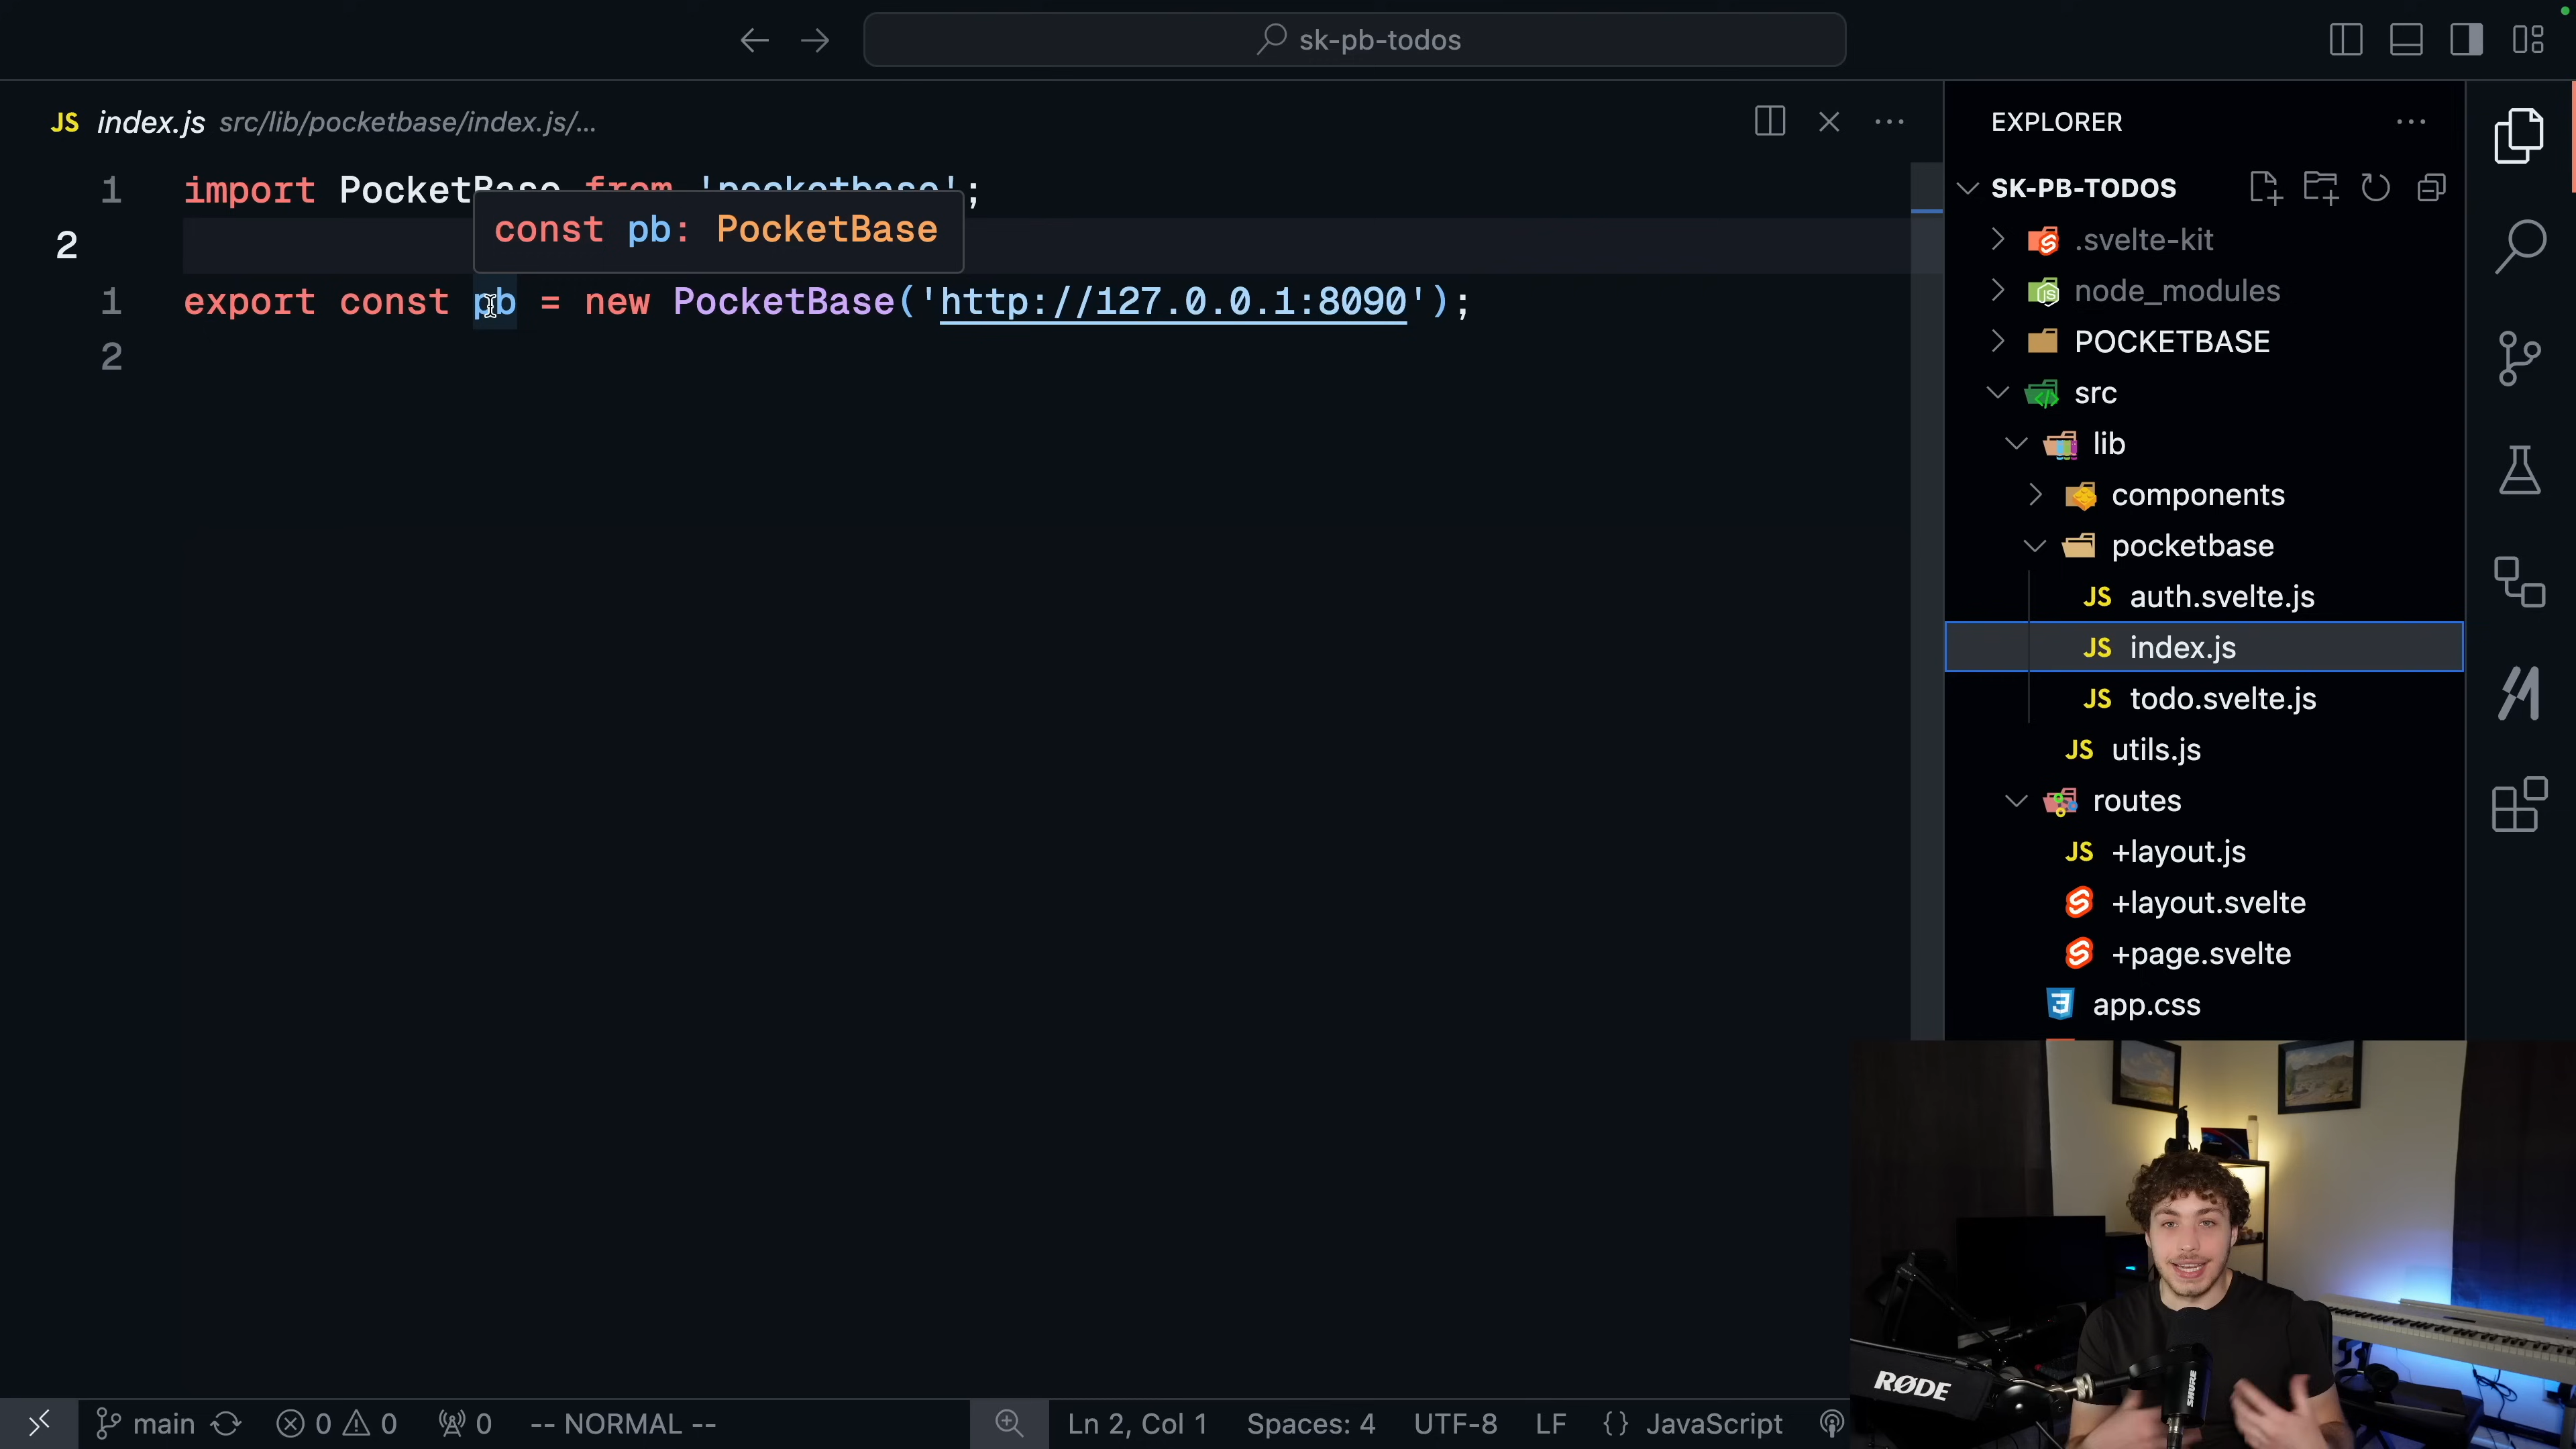 sk-pb-todos
JS index.js src/lib/pocketbase/index.js/...
1 import PocketBase from 'pocketbase';
const pb: PocketBase
2
1 export const pb = new PocketBase('http://127.0.0.1:8090');
2
EXPLORER
SK-PB-TODOS
.svelte-kit
node_modules
POCKETBASE
src
lib
components
pocketbase
JS auth.svelte.js
JS index.js
JS todo.svelte.js
JS utils.js
routes
JS +layout.js
+layout.svelte
+page.svelte
app.css
RØDE
SHURE
main 0 0 0 -- NORMAL -- Ln 2, Col 1 Spaces: 4 UTF-8 LF {} JavaScript